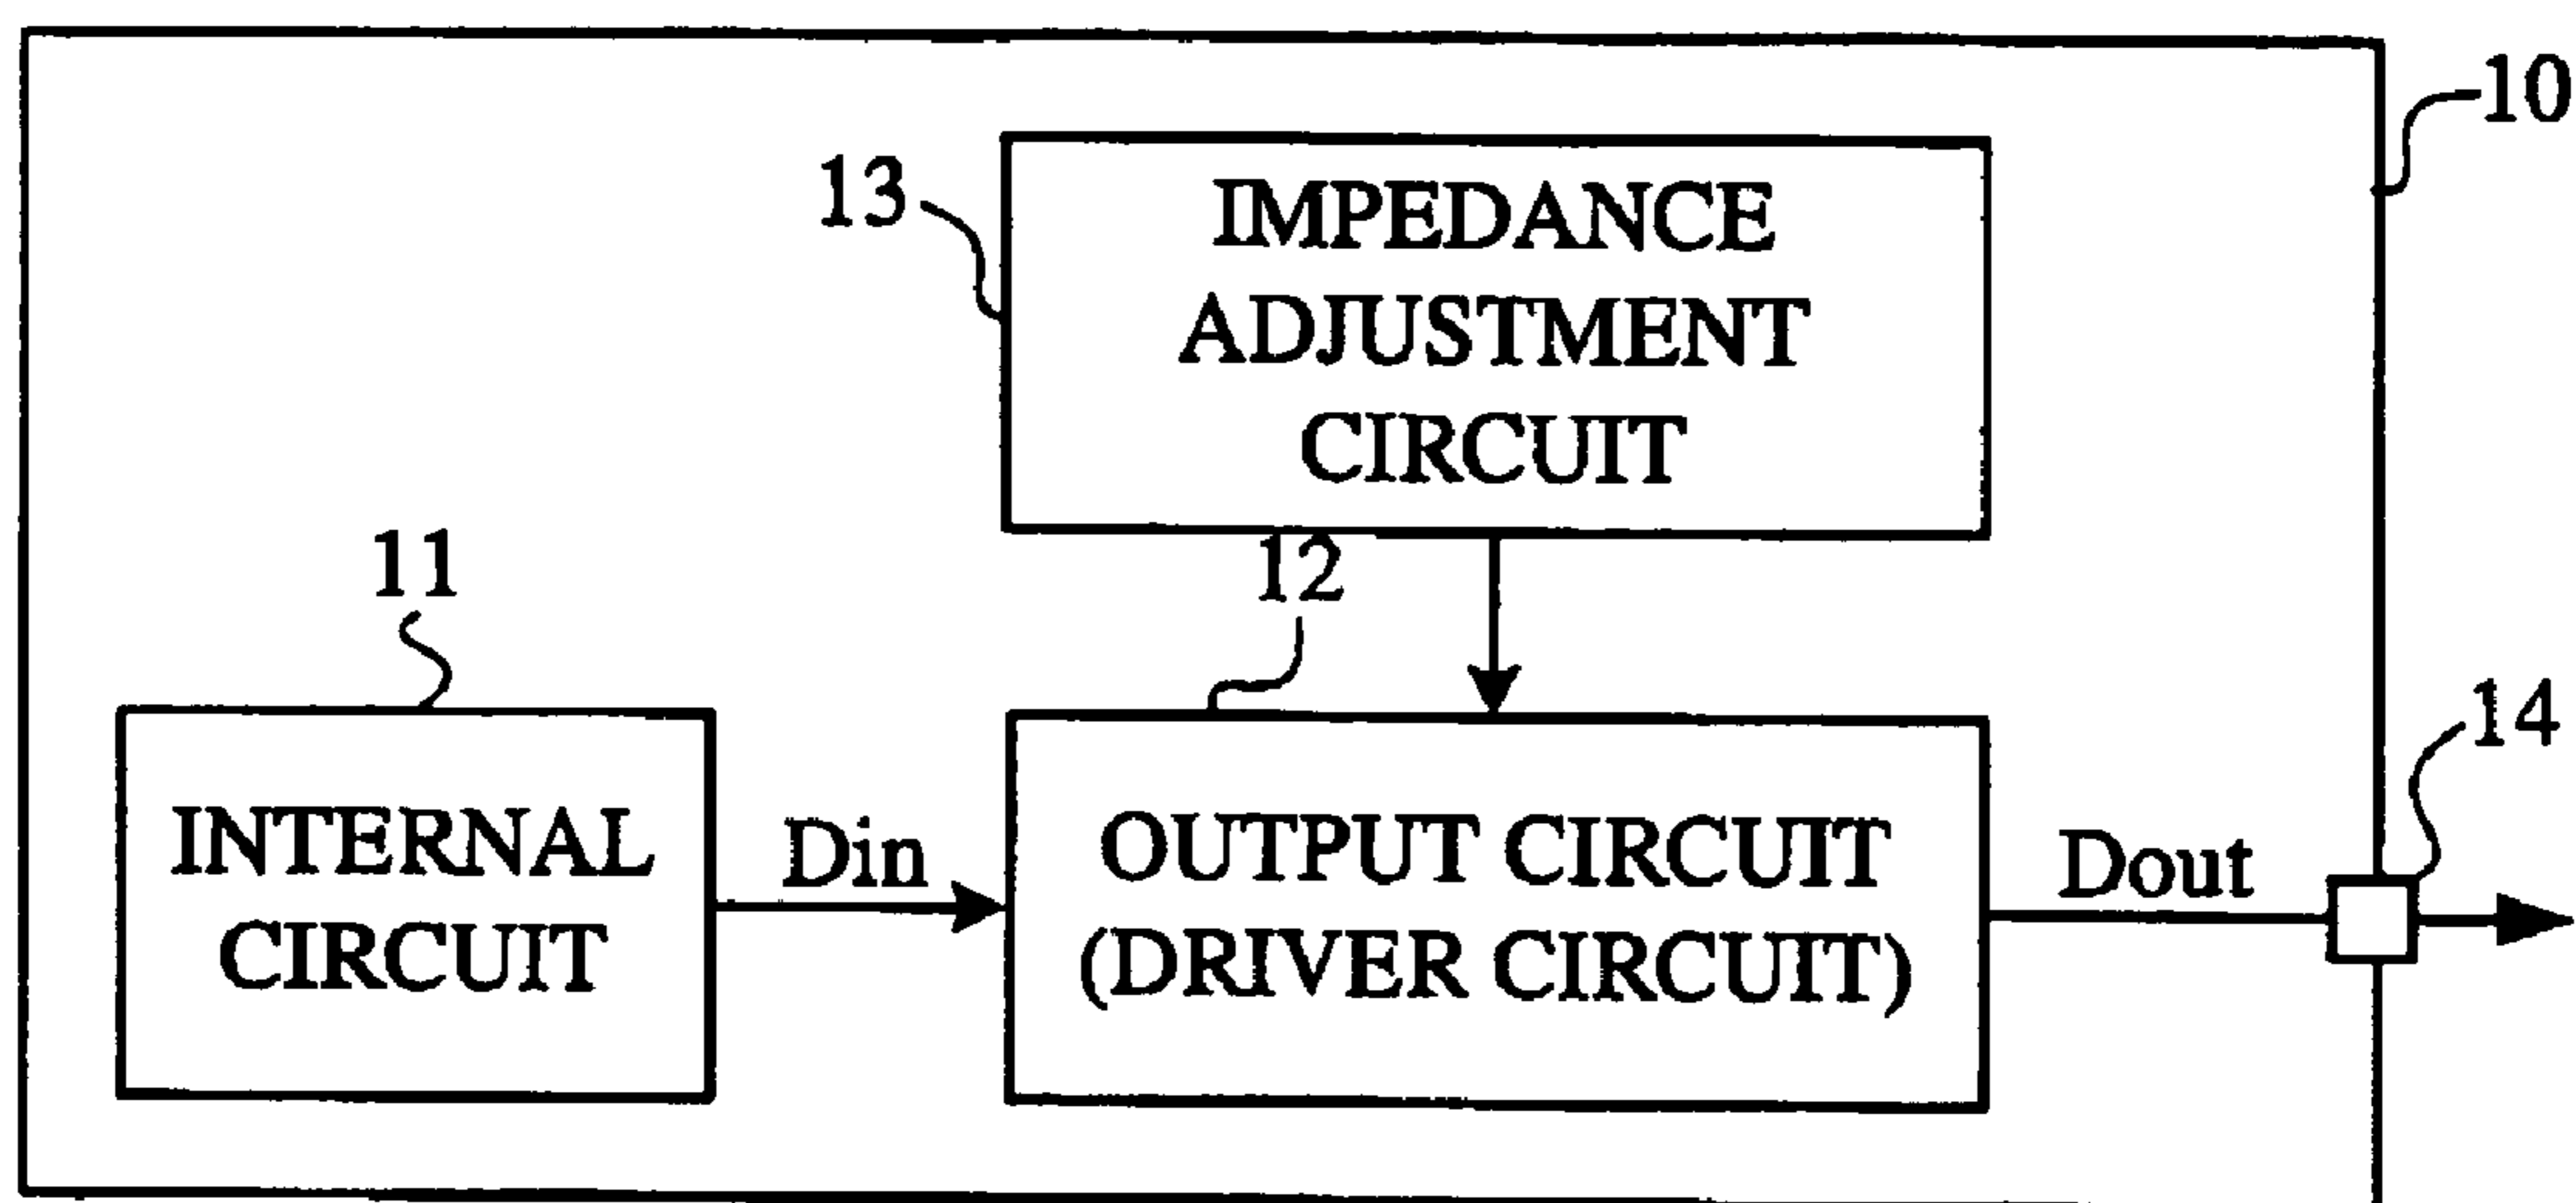 10
13
IMPEDANCE
ADJUSTMENT
CIRCUIT
11
12
14
INTERNAL
CIRCUIT
Din
OUTPUT CIRCUIT
(DRIVER CIRCUIT)
Dout